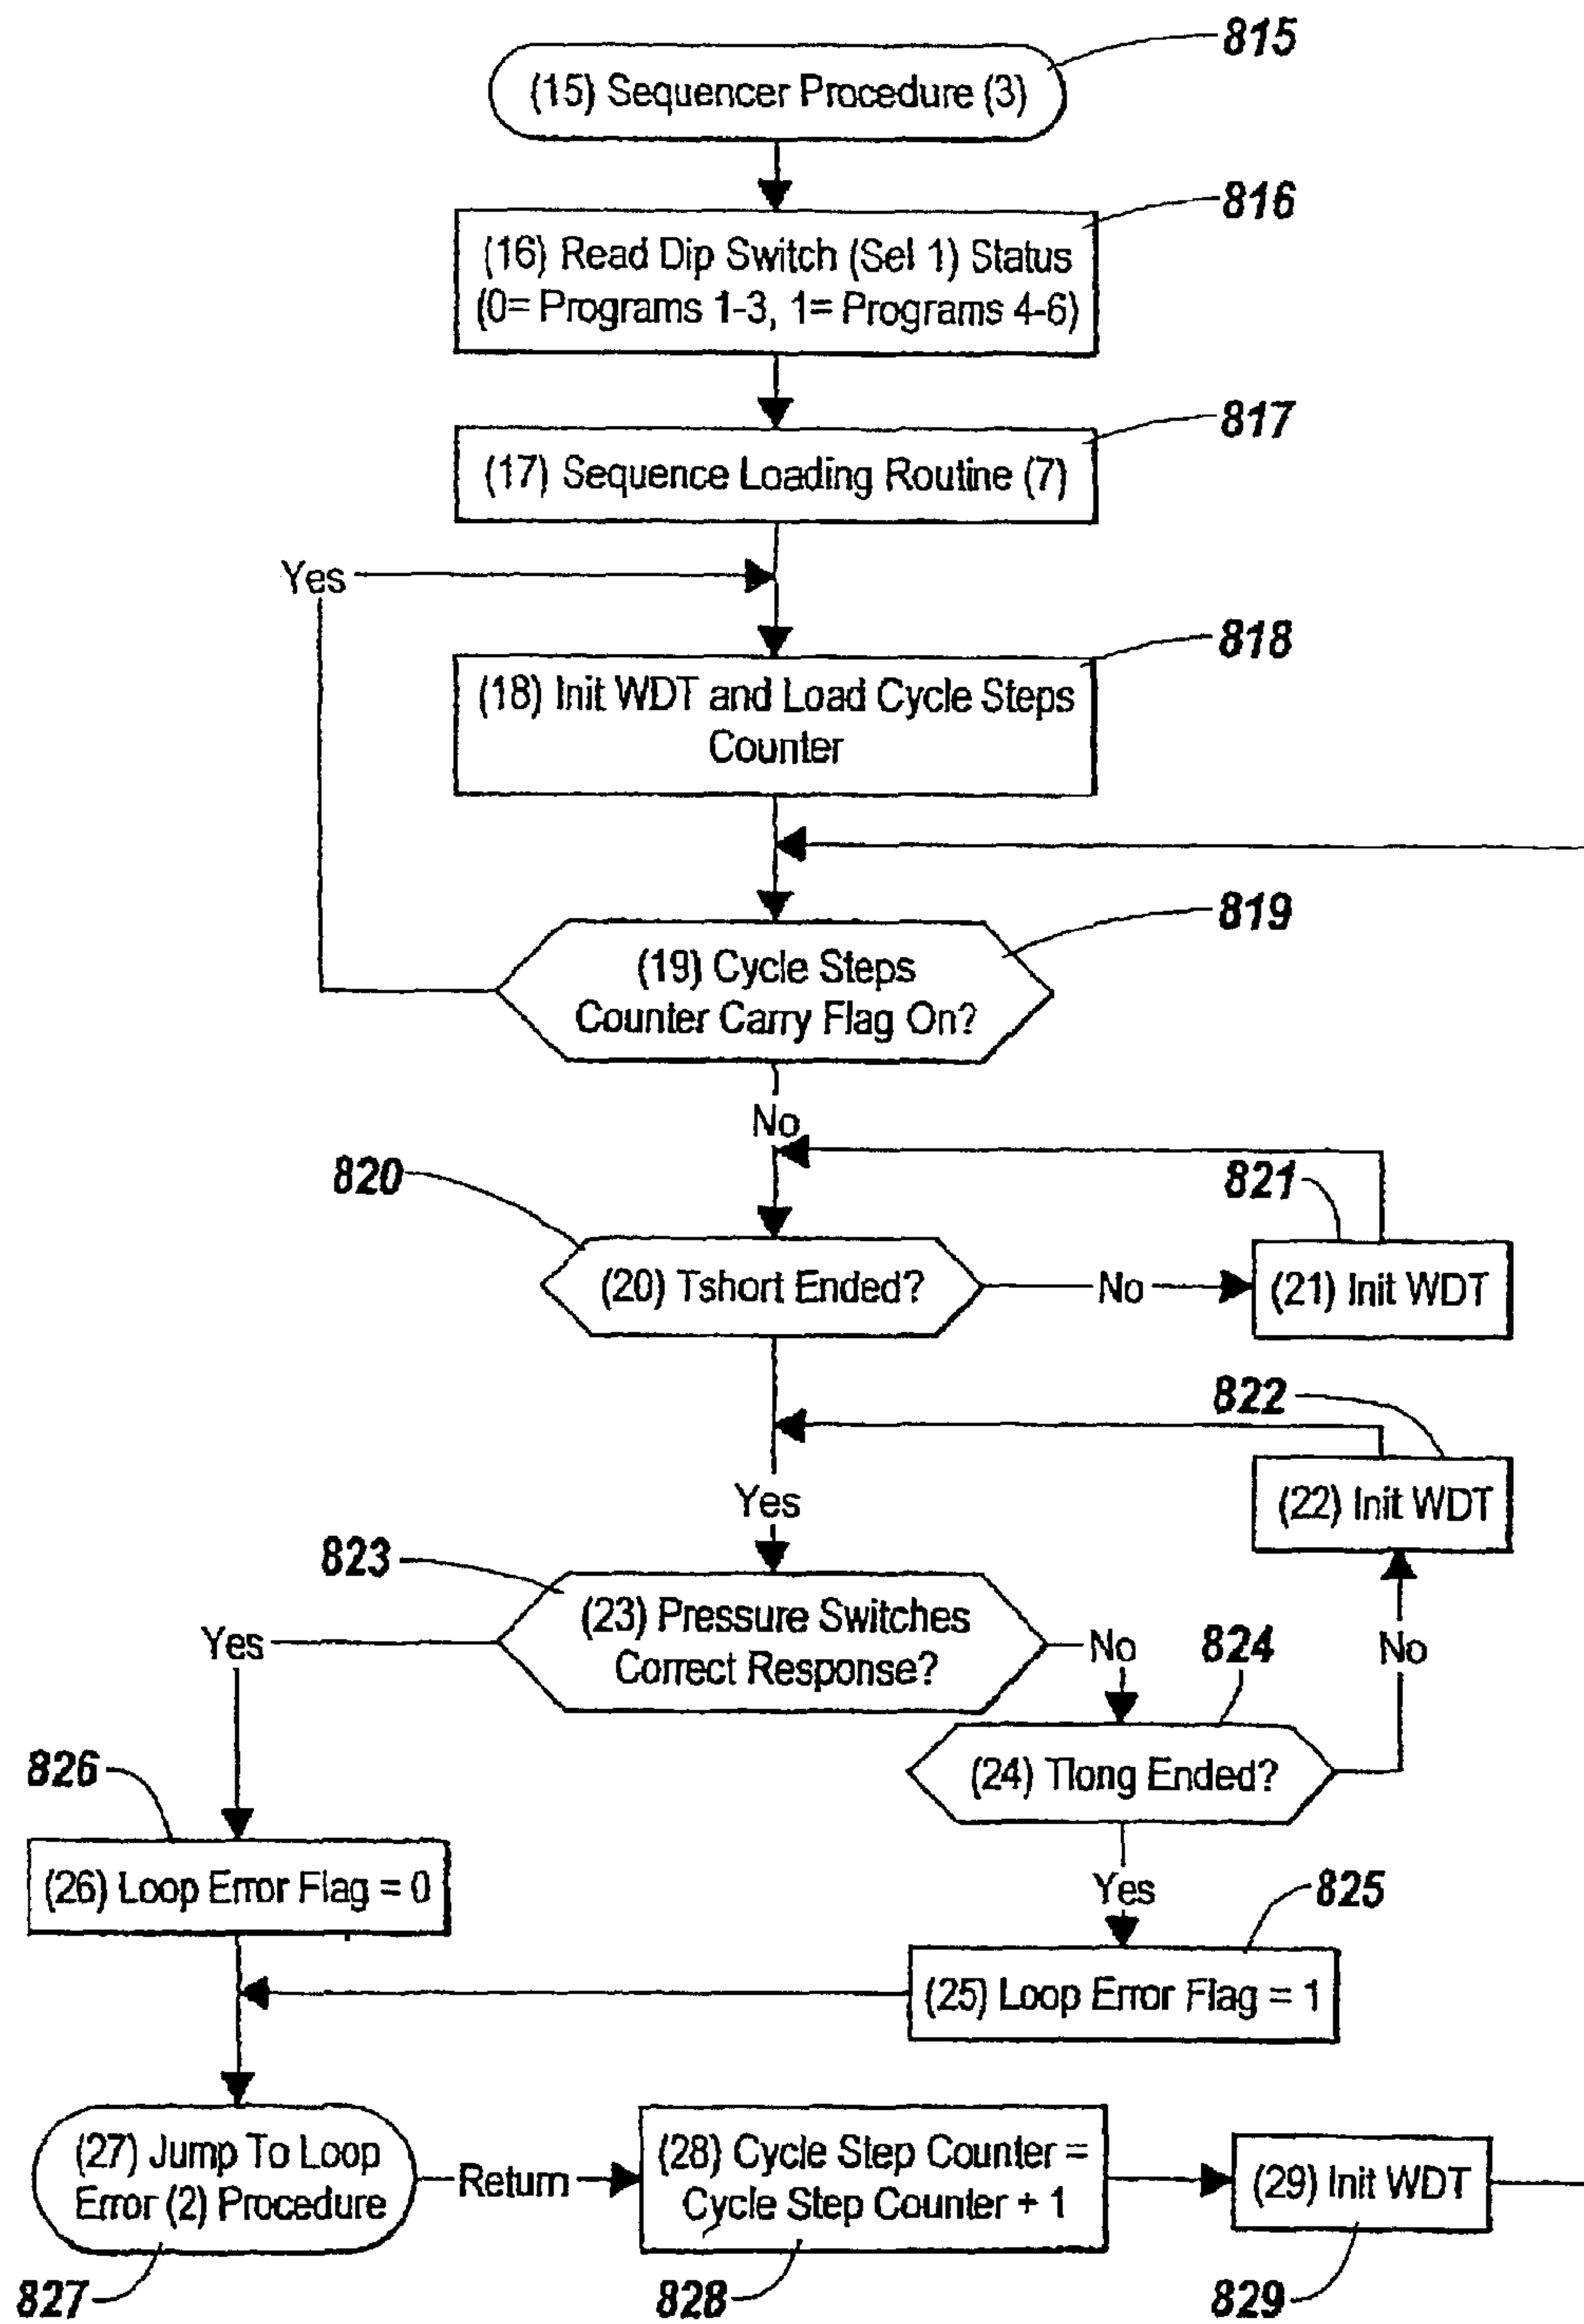 815
(15) Sequencer Procedure (3)
816
(16) Read Dip Switch (Sel 1) Status
(0= Programs 1-3, 1= Programs 4-6)
817
(17) Sequence Loading Routine (7)
Yes
818
(18) Init WDT and Load Cycle Steps
Counter
819
(19) Cycle Steps
Counter Carry Flag On?
No
820
821
(20) Tshort Ended?
No
(21) Init WDT
822
Yes
(22) Init WDT
823
(23) Pressure Switches
Correct Response?
Yes
No
824
No
(24) Tlong Ended?
826
(26) Loop Error Flag = 0
Yes
825
(25) Loop Error Flag = 1
(27) Jump To Loop
Error (2) Procedure
Return
(28) Cycle Step Counter =
Cycle Step Counter + 1
(29) Init WDT
827
828
829